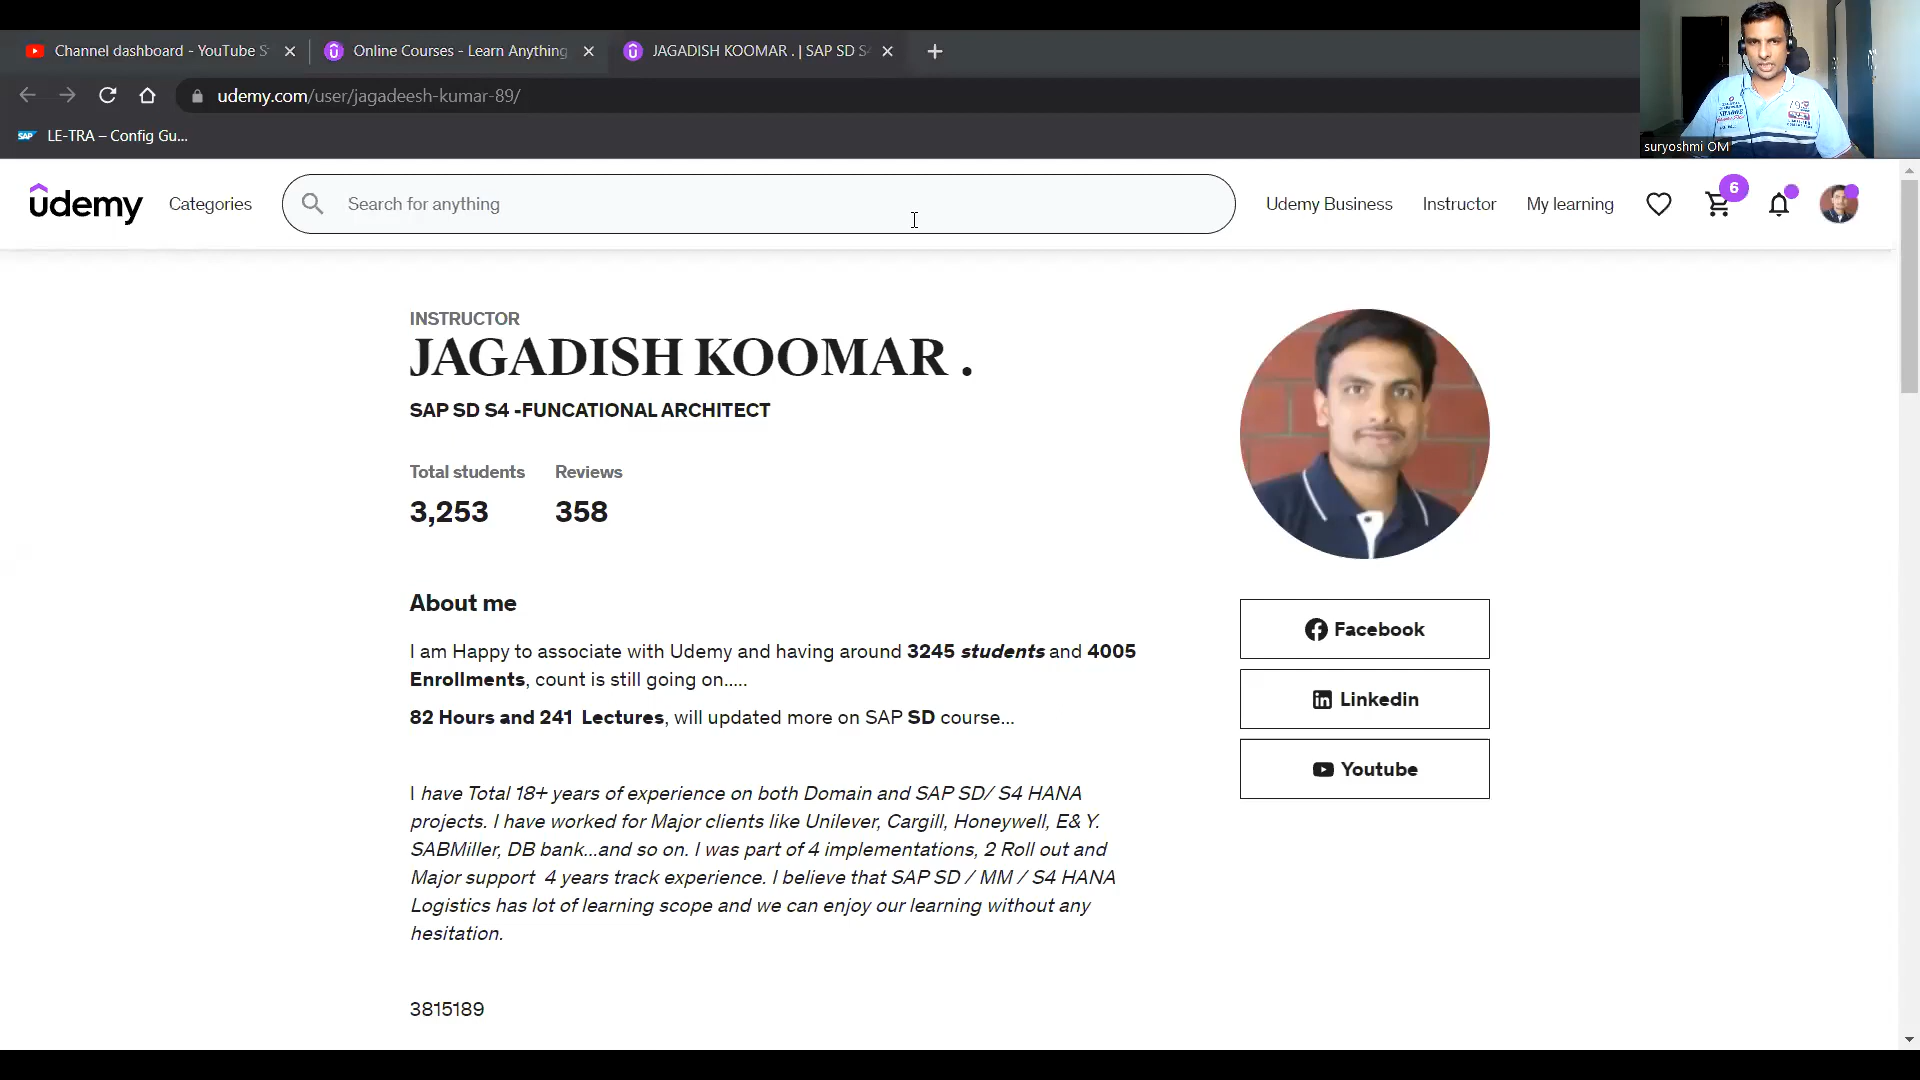 Channel dashboard - YouTube S
Online Courses - Learn Anything
JAGADISH KOOMAR . | SAP SD S4
udemy.com/user/jagadeesh-kumar-89/
SAP LE-TRA – Config Gu...
suryoshmi OM
udemy
Categories
Search for anything
Udemy Business
Instructor
My learning
6
INSTRUCTOR
JAGADISH KOOMAR .
SAP SD S4 -FUNCATIONAL ARCHITECT
Total students
Reviews
3,253
358
About me
I am Happy to associate with Udemy and having around 3245 students and 4005
Enrollments, count is still going on.....
82 Hours and 241 Lectures, will updated more on SAP SD course...
I have Total 18+ years of experience on both Domain and SAP SD/ S4 HANA
projects. I have worked for Major clients like Unilever, Cargill, Honeywell, E& Y.
SABMiller, DB bank...and so on. I was part of 4 implementations, 2 Roll out and
Major support 4 years track experience. I believe that SAP SD / MM / S4 HANA
Logistics has lot of learning scope and we can enjoy our learning without any
hesitation.
3815189
Facebook
Linkedin
Youtube